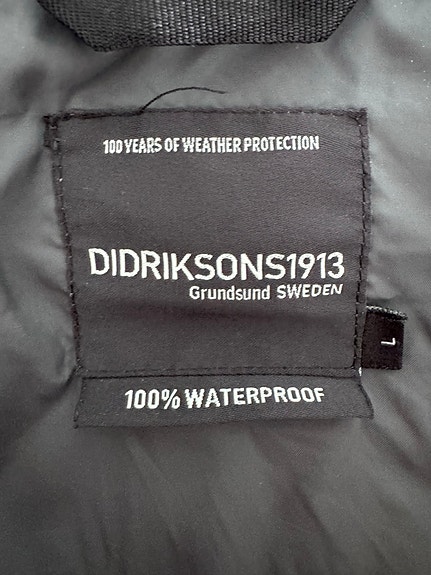 100 YEARS OF WEATHER PROTECTION
DIDRIKSONS1913
Grundsund SWEDEN
L
100% WATERPROOF